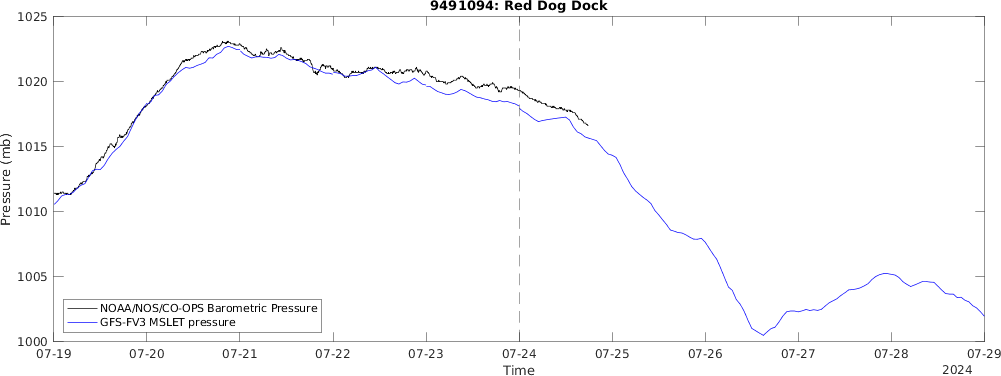 9491094: Red Dog Dock
Pressure (mb)
1025
1020
1015
1010
1005
1000
NOAA/NOS/CO-OPS Barometric Pressure
GFS-FV3 MSLET pressure
07-19 07-20 07-21 07-22 07-23 07-24 07-25 07-26 07-27 07-28 07-29
Time
2024